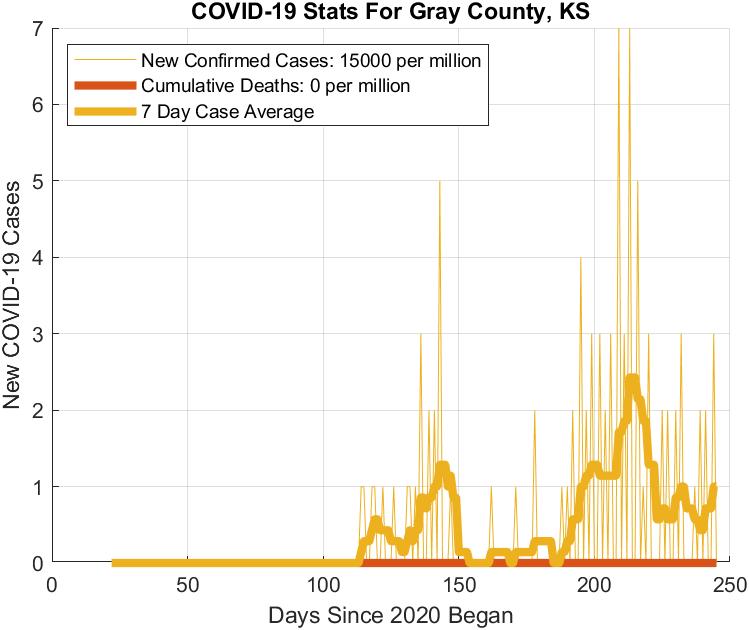 COVID-19 Stats For Gray County, KS
New Confirmed Cases: 15000 per million
Cumulative Deaths: 0 per million
7 Day Case Average
New COVID-19 Cases
7
6
5
4
3
2
1
0
0 50 100 150 200 250
Days Since 2020 Began